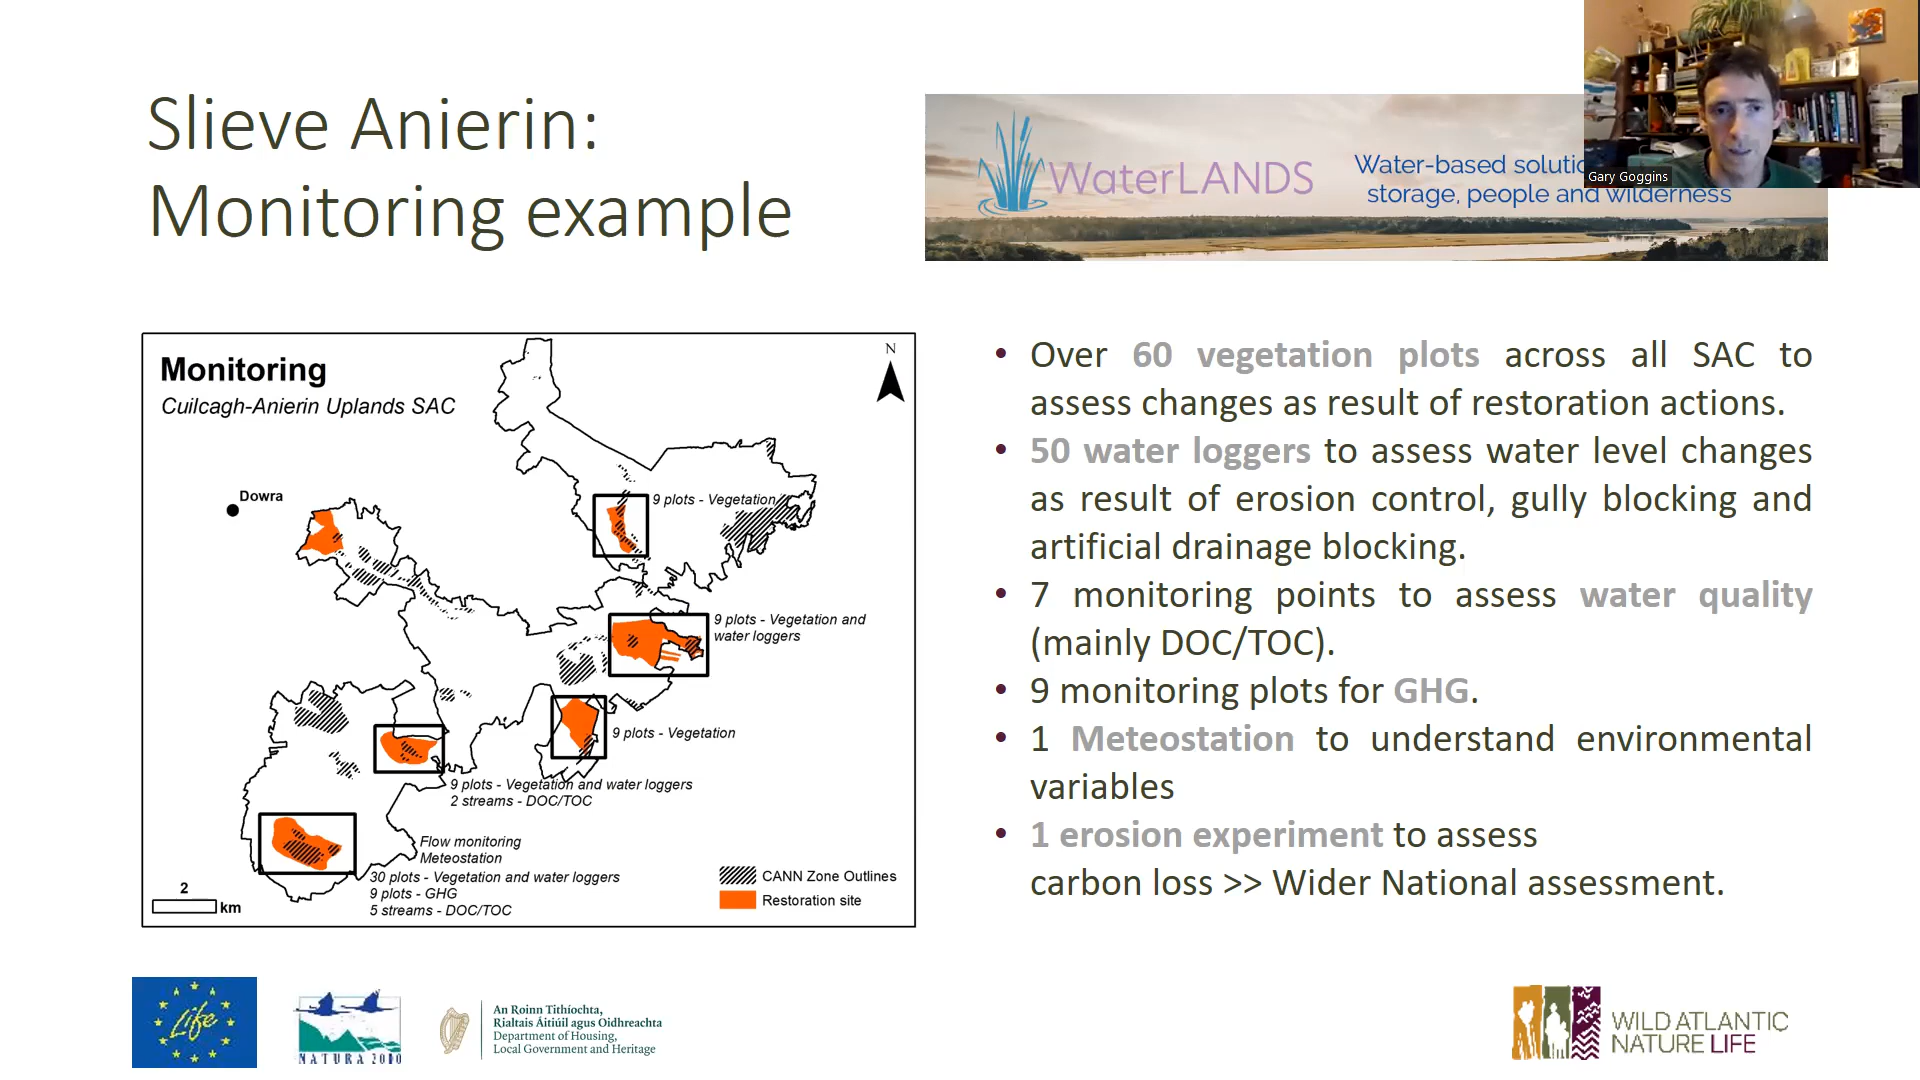 Slieve Anierin:
Monitoring example
WaterLANDS
Water-based solutio
storage, people and wilderness
Gary Goggins
Monitoring
Cuilcagh-Anierin Uplands SAC
N
Dowra
9 plots - Vegetation
9 plots - Vegetation and
water loggers
9 plots - Vegetation
9 plots - Vegetation and water loggers
2 streams - DOC/TOC
Flow monitoring
Meteostation
30 plots - Vegetation and water loggers
9 plots - GHG
5 streams - DOC/TOC
CANN Zone Outlines
Restoration site
2
km
• Over 60 vegetation plots across all SAC to
assess changes as result of restoration actions.
• 50 water loggers to assess water level changes
as result of erosion control, gully blocking and
artificial drainage blocking.
• 7 monitoring points to assess water quality
(mainly DOC/TOC).
• 9 monitoring plots for GHG.
• 1 Meteostation to understand environmental
variables
• 1 erosion experiment to assess
carbon loss >> Wider National assessment.
Life
NATURA 2000
An Roinn Tithíochta,
Rialtais Áitiúil agus Oidhreachta
Department of Housing,
Local Government and Heritage
WILD ATLANTIC
NATURE LIFE